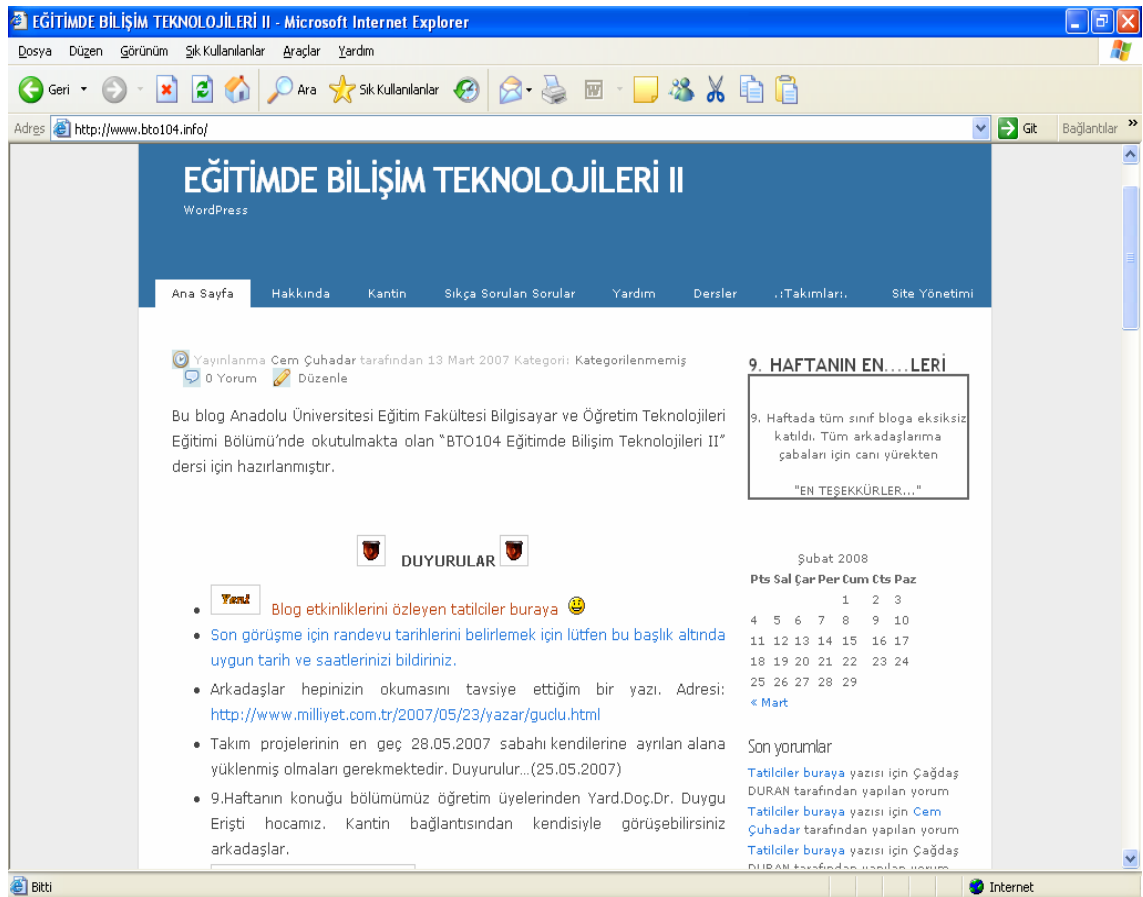 EĞİTİMDE BİLİŞİM TEKNOLOJİLERİ II - Microsoft Internet Explorer
Dosya Düzen Görünüm Sık Kullanılanlar Araçlar Yardım
Geri Ara Sık Kullanılanlar
Adres http://www.bto104.info/ Git Bağlantılar »
EĞİTİMDE BİLİŞİM TEKNOLOJİLERİ II
WordPress
Ana Sayfa Hakkında Kantin Sıkça Sorulan Sorular Yardım Dersler .:Takımlar:. Site Yönetimi
Yayınlanma Cem Çuhadar tarafından 13 Mart 2007 Kategori: Kategorilenmemiş
0 Yorum Düzenle
Bu blog Anadolu Üniversitesi Eğitim Fakültesi Bilgisayar ve Öğretim Teknolojileri
Eğitimi Bölümü'nde okutulmakta olan "BTO104 Eğitimde Bilişim Teknolojileri II"
dersi için hazırlanmıştır.
DUYURULAR
Yeni Blog etkinliklerini özleyen tatilciler buraya
Son görüşme için randevu tarihlerini belirlemek için lütfen bu başlık altında
uygun tarih ve saatlerinizi bildiriniz.
Arkadaşlar hepinizin okumasını tavsiye ettiğim bir yazı. Adresi:
http://www.milliyet.com.tr/2007/05/23/yazar/guclu.html
Takım projelerinin en geç 28.05.2007 sabahı kendilerine ayrılan alana
yüklenmiş olmaları gerekmektedir. Duyurulur...(25.05.2007)
9.Haftanın konuğu bölümümüz öğretim üyelerinden Yard.Doç.Dr. Duygu
Erişti hocamız. Kantin bağlantısından kendisiyle görüşebilirsiniz
arkadaşlar.
9. HAFTANIN EN....LERİ
9. Haftada tüm sınıf bloga eksiksiz
katıldı. Tüm arkadaşlarıma
çabaları için canı yürekten
"EN TEŞEKKÜRLER..."
Şubat 2008
Pts Sal Çar Per Cum Cts Paz
1 2 3
4 5 6 7 8 9 10
11 12 13 14 15 16 17
18 19 20 21 22 23 24
25 26 27 28 29
« Mart
Son yorumlar
Tatilciler buraya yazısı için Çağdaş
DURAN tarafından yapılan yorum
Tatilciler buraya yazısı için Cem
Çuhadar tarafından yapılan yorum
Tatilciler buraya yazısı için Çağdaş
DURAN tarafından yapılan yorum
Bitti Internet